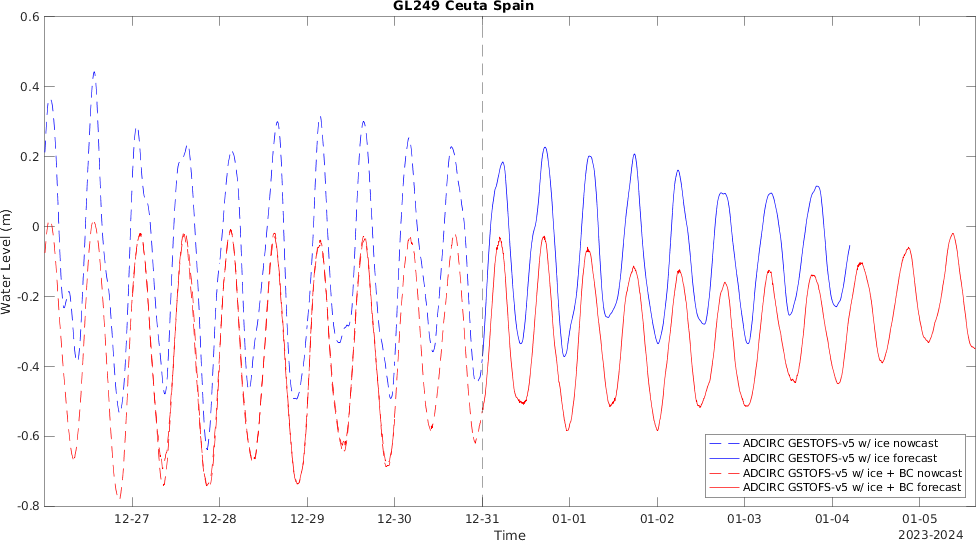 GL249 Ceuta Spain
0.6
0.4
0.2
0
-0.2
-0.4
-0.6
-0.8
Water Level (m)
ADCIRC GESTOFS-v5 w/ ice nowcast
ADCIRC GESTOFS-v5 w/ ice forecast
ADCIRC GSTOFS-v5 w/ ice + BC nowcast
ADCIRC GSTOFS-v5 w/ ice + BC forecast
12-27 12-28 12-29 12-30 12-31 01-01 01-02 01-03 01-04 01-05
Time
2023-2024